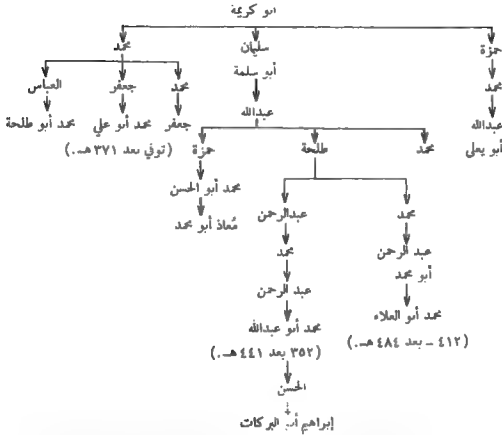 أبو كريمة
محمد سليمان حمزة
العباس جعفر محمد أبو سلمة محمد
محمد أبو طلحة محمد أبو علي جعفر عبدالله عبدالله
(توفي بعد ٣٧١ هـ.) أبو يعلى
حمزة طلحة محمد
محمد أبو الحسن
مُعاذ أبو محمد عبدالرحمن محمد
محمد عبد الرحمن
عبد الرحمن أبو محمد
محمد أبو عبدالله محمد أبو العلاء
(٣٥٢ بعد ٤٤١ هـ.) (٤١٢ - بعد ٤٨٤ هـ.)
الحسن
إبراهيم أبو البركات